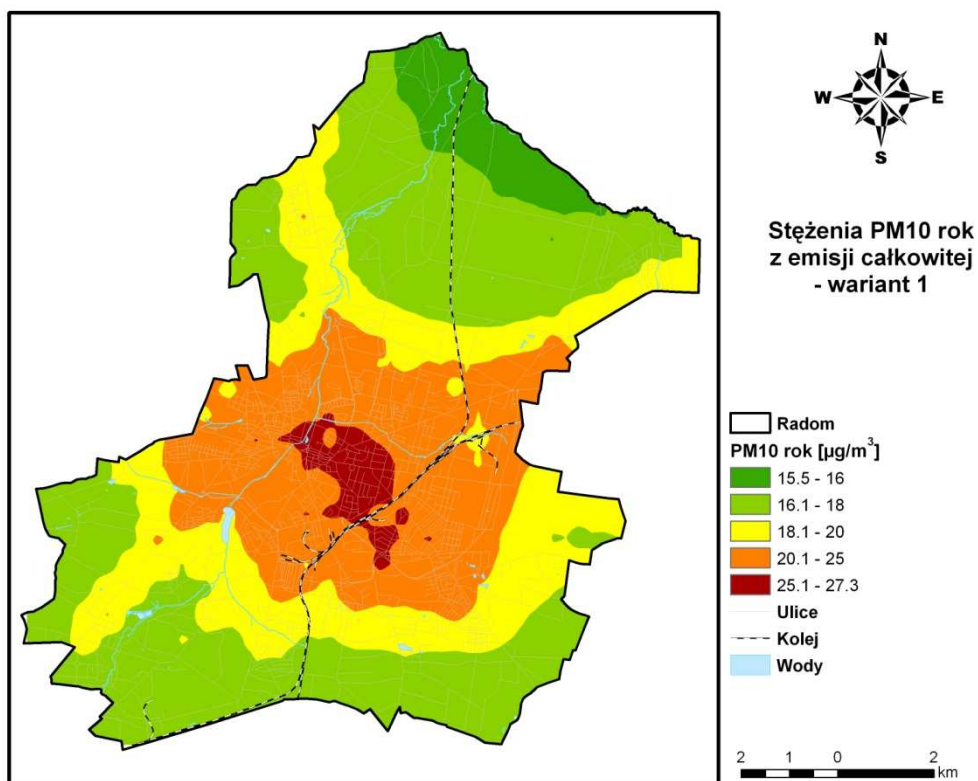 N
W E
S
Stężenia PM10 rok
z emisji całkowitej
- wariant 1
Radom
PM10 rok [µg/m³]
15.5 - 16
16.1 - 18
18.1 - 20
20.1 - 25
25.1 - 27.3
Ulice
Kolej
Wody
2 1 0 2
km